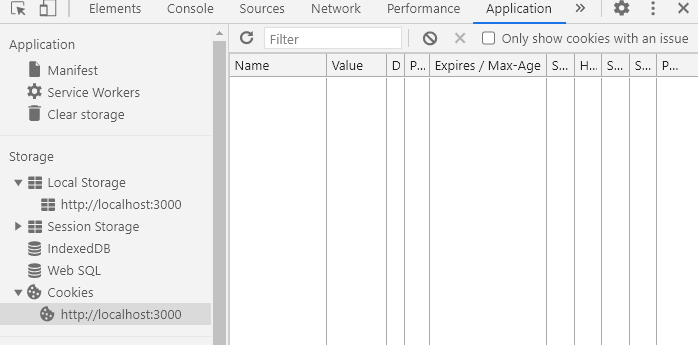 Elements Console Sources Network Performance Application »
Application
Manifest
Service Workers
Clear storage
Storage
Local Storage
http://localhost:3000
Session Storage
IndexedDB
Web SQL
Cookies
http://localhost:3000
Filter Only show cookies with an issue
Name Value D P... Expires / Max-Age S... H... S... S... P...